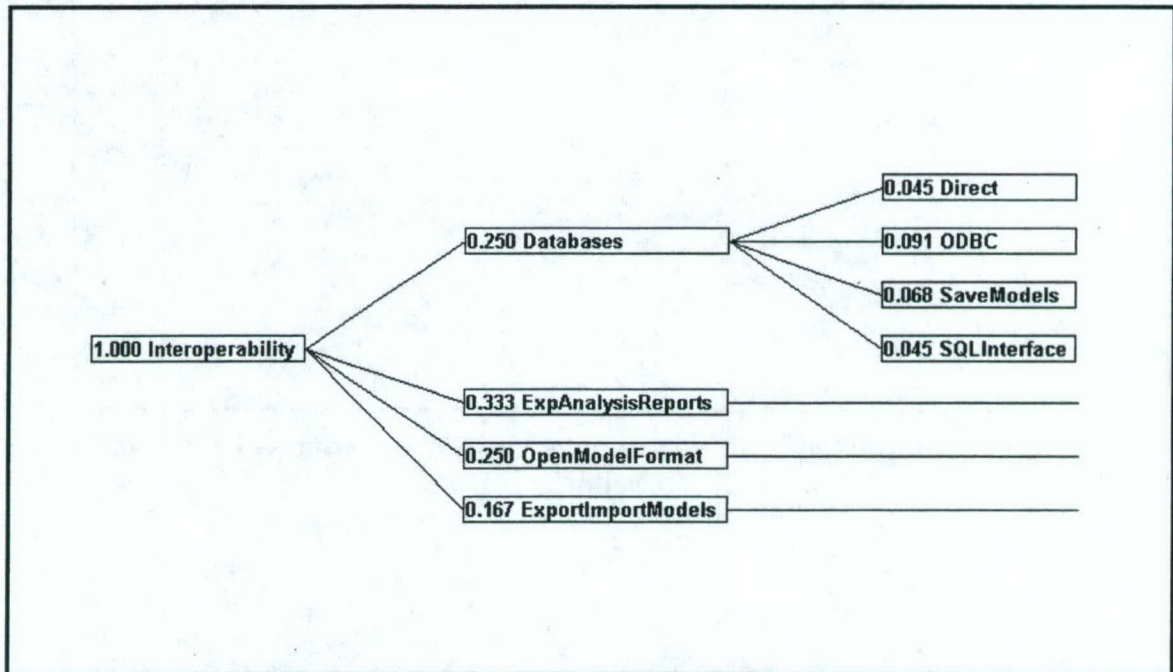 0.045 Direct
0.250 Databases
0.091 ODBC
0.068 SaveModels
1.000 Interoperability
0.045 SQLInterface
0.333 ExpAnalysisReports
0.250 OpenModelFormat
0.167 ExportImportModels